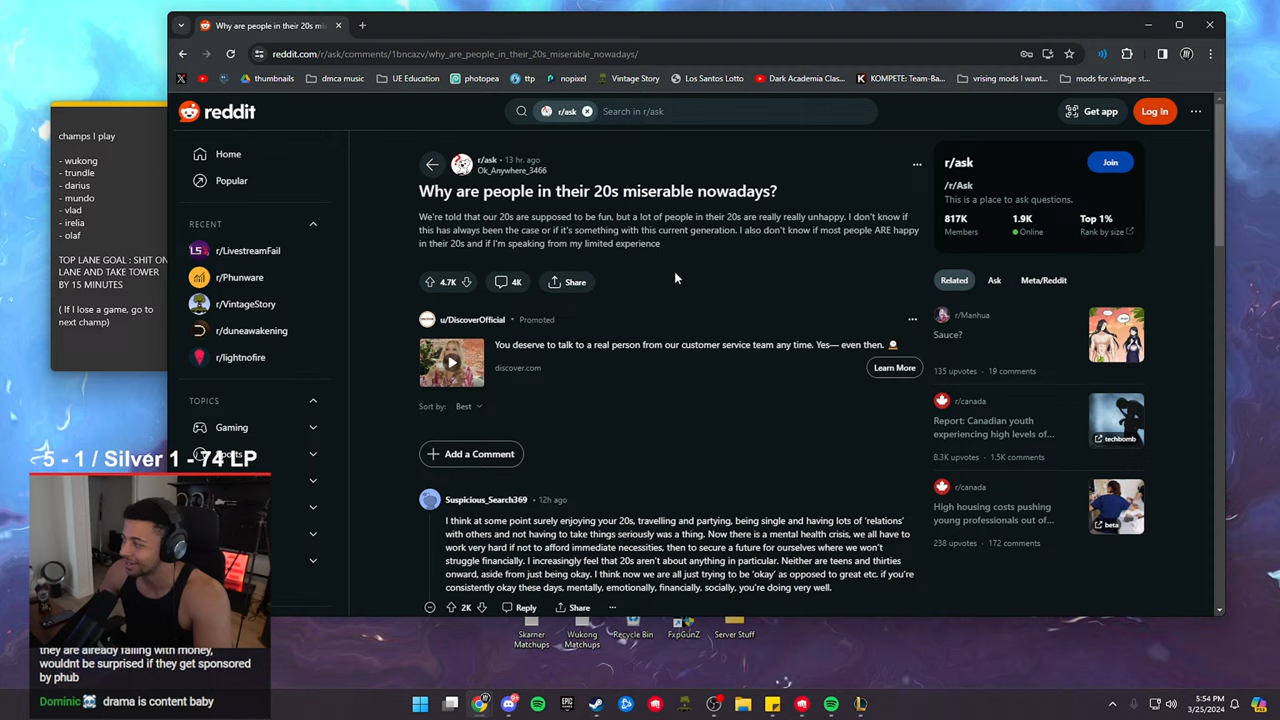 Why are people in their 20s mis
reddit.com/r/ask/comments/1bncazv/why_are_people_in_their_20s_miserable_nowadays/
thumbnails
dmca music
UE Education
photopea
ttp
nopixel
Vintage Story
Los Santos Lotto
Dark Academia Clas...
KOMPETE: Team-Ba...
vrising mods I want...
mods for vintage st...
champs I play
- wukong
- trundle
- darius
- mundo
- vlad
- irelia
- olaf
TOP LANE GOAL : SHIT ON
LANE AND TAKE TOWER
BY 15 MINUTES
( If I lose a game, go to
next champ)
reddit
r/ask
Search in r/ask
Get app
Log In
Home
Popular
RECENT
r/LivestreamFail
r/Phunware
r/VintageStory
r/duneawakening
r/lightnofire
TOPICS
Gaming
r/ask • 13 hr. ago
Ok_Anywhere_3466
Why are people in their 20s miserable nowadays?
We're told that our 20s are supposed to be fun, but a lot of people in their 20s are really really unhappy. I don't know if
this has always been the case or if it's something with this current generation. I also don't know if most people ARE happy
in their 20s and if I'm speaking from my limited experience
4.7K
4K
Share
u/DiscoverOfficial • Promoted
You deserve to talk to a real person from our customer service team any time. Yes— even then.
discover.com
Learn More
Sort by: Best
Add a Comment
Suspicious_Search369 • 12h ago
I think at some point surely enjoying your 20s, travelling and partying, being single and having lots of 'relations'
with others and not having to take things seriously was a thing. Now there is a mental health crisis, we all have to
work very hard if not to afford immediate necessities, then to secure a future for ourselves where we won't
struggle financially. I increasingly feel that 20s aren't about anything in particular. Neither are teens and thirties
onward, aside from just being okay. I think now we are all just trying to be 'okay' as opposed to great etc. if you're
consistently okay these days, mentally, emotionally, financially, socially, you're doing very well.
2K
Reply
Share
r/ask
Join
/r/Ask
This is a place to ask questions.
817K
1.9K
Top 1%
Members
Online
Rank by size
Related
Ask
Meta/Reddit
r/Manhua
Sauce?
135 upvotes • 19 comments
r/canada
Report: Canadian youth
experiencing high levels of...
techbomb
8.3K upvotes • 1.5K comments
r/canada
High housing costs pushing
young professionals out of...
beta
238 upvotes • 172 comments
5 - 1 / Silver 1 - 74 LP
they are already falling with money,
wouldnt be surprised if they get sponsored
by phub
Dominic drama is content baby
Skarner
Matchups
Wukong
Matchups
Recycle Bin
FxpGunZ
Server Stuff
5:54 PM
3/25/2024